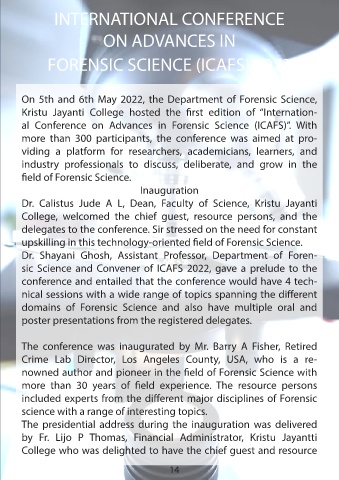 INTERNATIONAL CONFERENCE
ON ADVANCES IN
FORENSIC SCIENCE (ICAFS
On 5th and 6th May 2022, the Department of Forensic Science,
Kristu Jayanti College hosted the first edition of “Internation-
al Conference on Advances in Forensic Science (ICAFS)”. With
more than 300 participants, the conference was aimed at pro-
viding a platform for researchers, academicians, learners, and
industry professionals to discuss, deliberate, and grow in the
field of Forensic Science.
Inauguration
Dr. Calistus Jude A L, Dean, Faculty of Science, Kristu Jayanti
College, welcomed the chief guest, resource persons, and the
delegates to the conference. Sir stressed on the need for constant
upskilling in this technology-oriented field of Forensic Science.
Dr. Shayani Ghosh, Assistant Professor, Department of Foren-
sic Science and Convener of ICAFS 2022, gave a prelude to the
conference and entailed that the conference would have 4 tech-
nical sessions with a wide range of topics spanning the different
domains of Forensic Science and also have multiple oral and
poster presentations from the registered delegates.
The conference was inaugurated by Mr. Barry A Fisher, Retired
Crime Lab Director, Los Angeles County, USA, who is a re-
nowned author and pioneer in the field of Forensic Science with
more than 30 years of field experience. The resource persons
included experts from the different major disciplines of Forensic
science with a range of interesting topics.
The presidential address during the inauguration was delivered
by Fr. Lijo P Thomas, Financial Administrator, Kristu Jayantti
College who was delighted to have the chief guest and resource
14